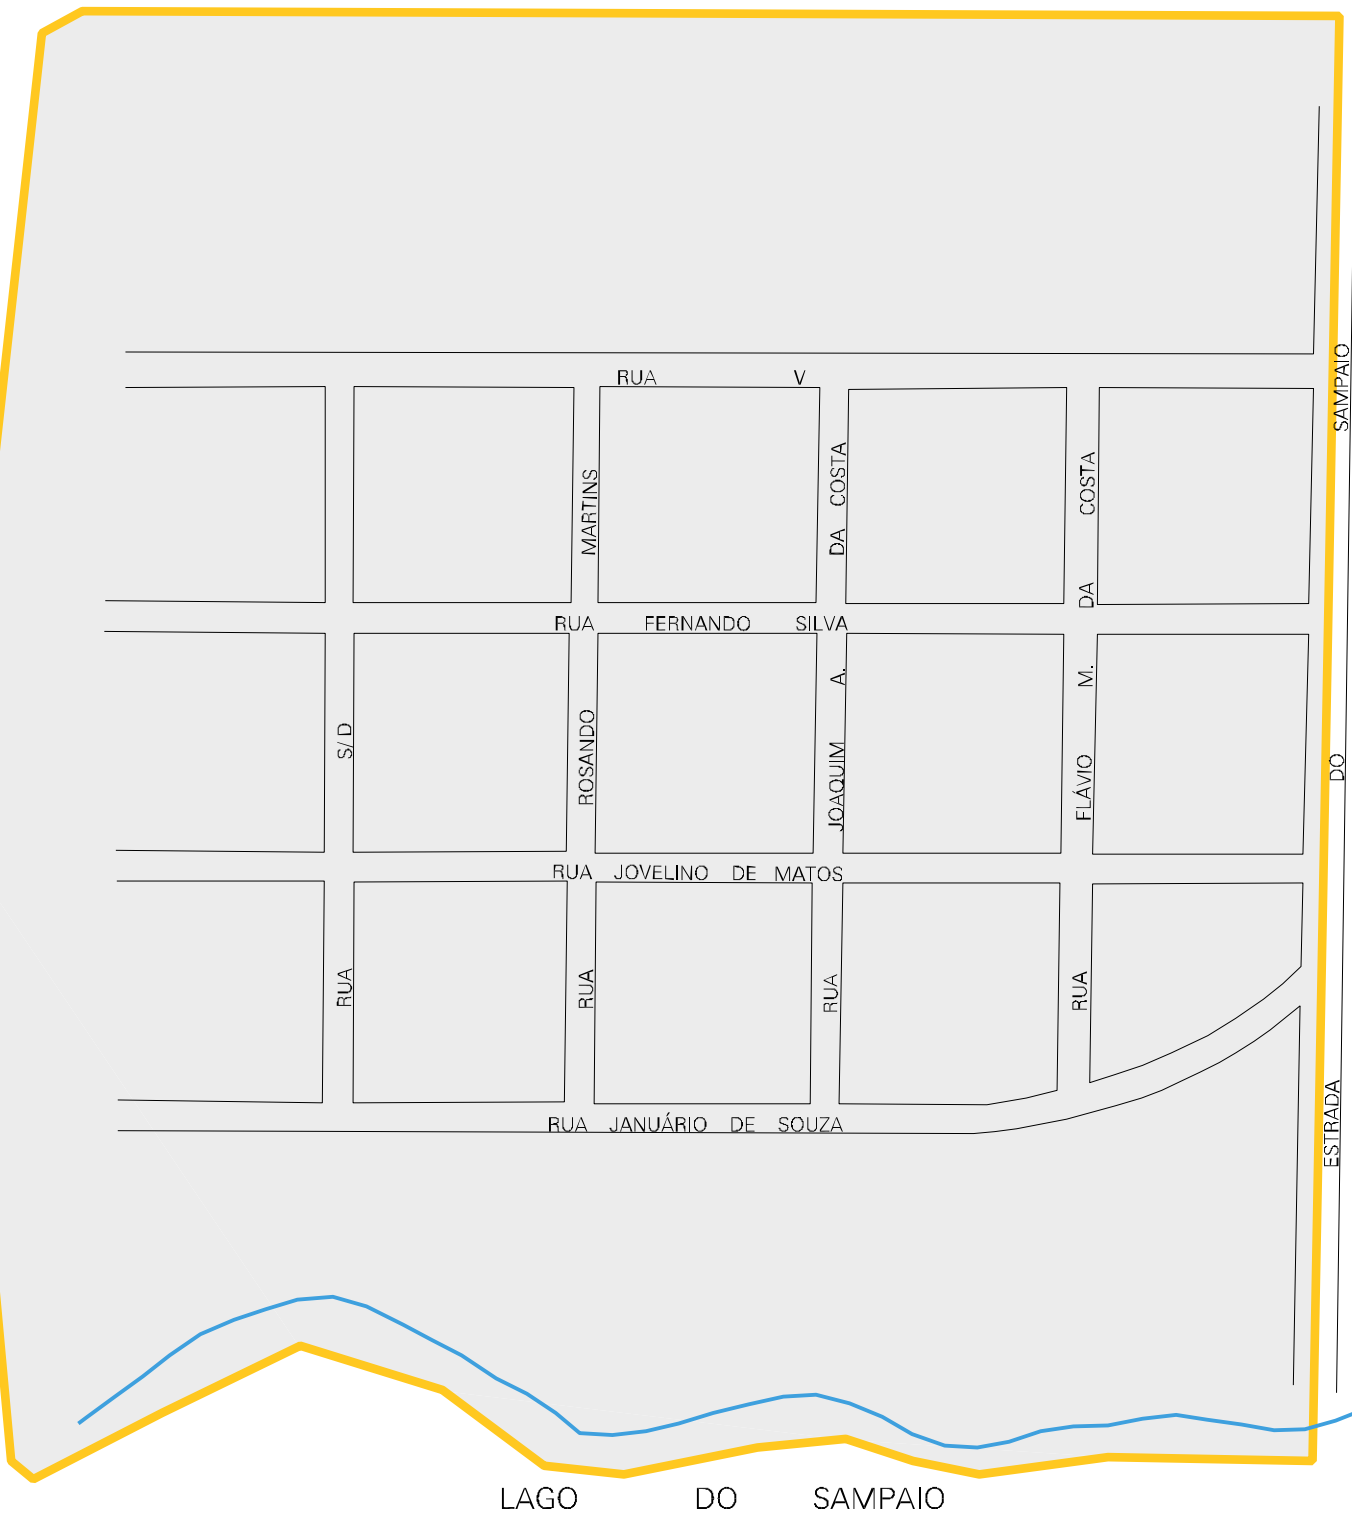 RUA V
RUA FERNANDO SILVA
RUA JOVELINO DE MATOS
RUA JANUÁRIO DE SOUZA
RUA S/D
RUA ROSANDO MARTINS
RUA JOAQUIM A. DA COSTA
RUA FLÁVIO M. DA COSTA
ESTRADA DO SAMPAIO
LAGO DO SAMPAIO